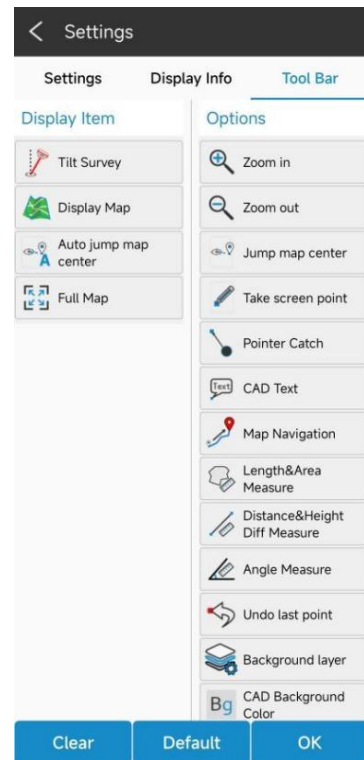 Settings
Settings Display Info Tool Bar
Display Item
Tilt Survey
Display Map
Auto jump map
A center
Full Map
Options
Zoom in
Zoom out
Jump map center
Take screen point
Pointer Catch
Text CAD Text
Map Navigation
Length&Area
Measure
Distance&Height
Diff Measure
Angle Measure
Undo last point
Background layer
Bg CAD Background
Color
Clear Default OK